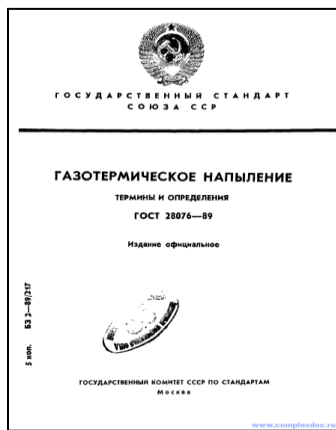 ГОСУДАРСТВЕННЫЙ СТАНДАРТ
СОЮЗА ССР
ГАЗОТЕРМИЧЕСКОЕ НАПЫЛЕНИЕ
ТЕРМИНЫ И ОПРЕДЕЛЕНИЯ
ГОСТ 28076—89
Издание официальное
5 коп. БЗ 2—89/217
ГОСУДАРСТВЕННЫЙ КОМИТЕТ СССР ПО СТАНДАРТАМ
Москва
www.complexdoc.ru